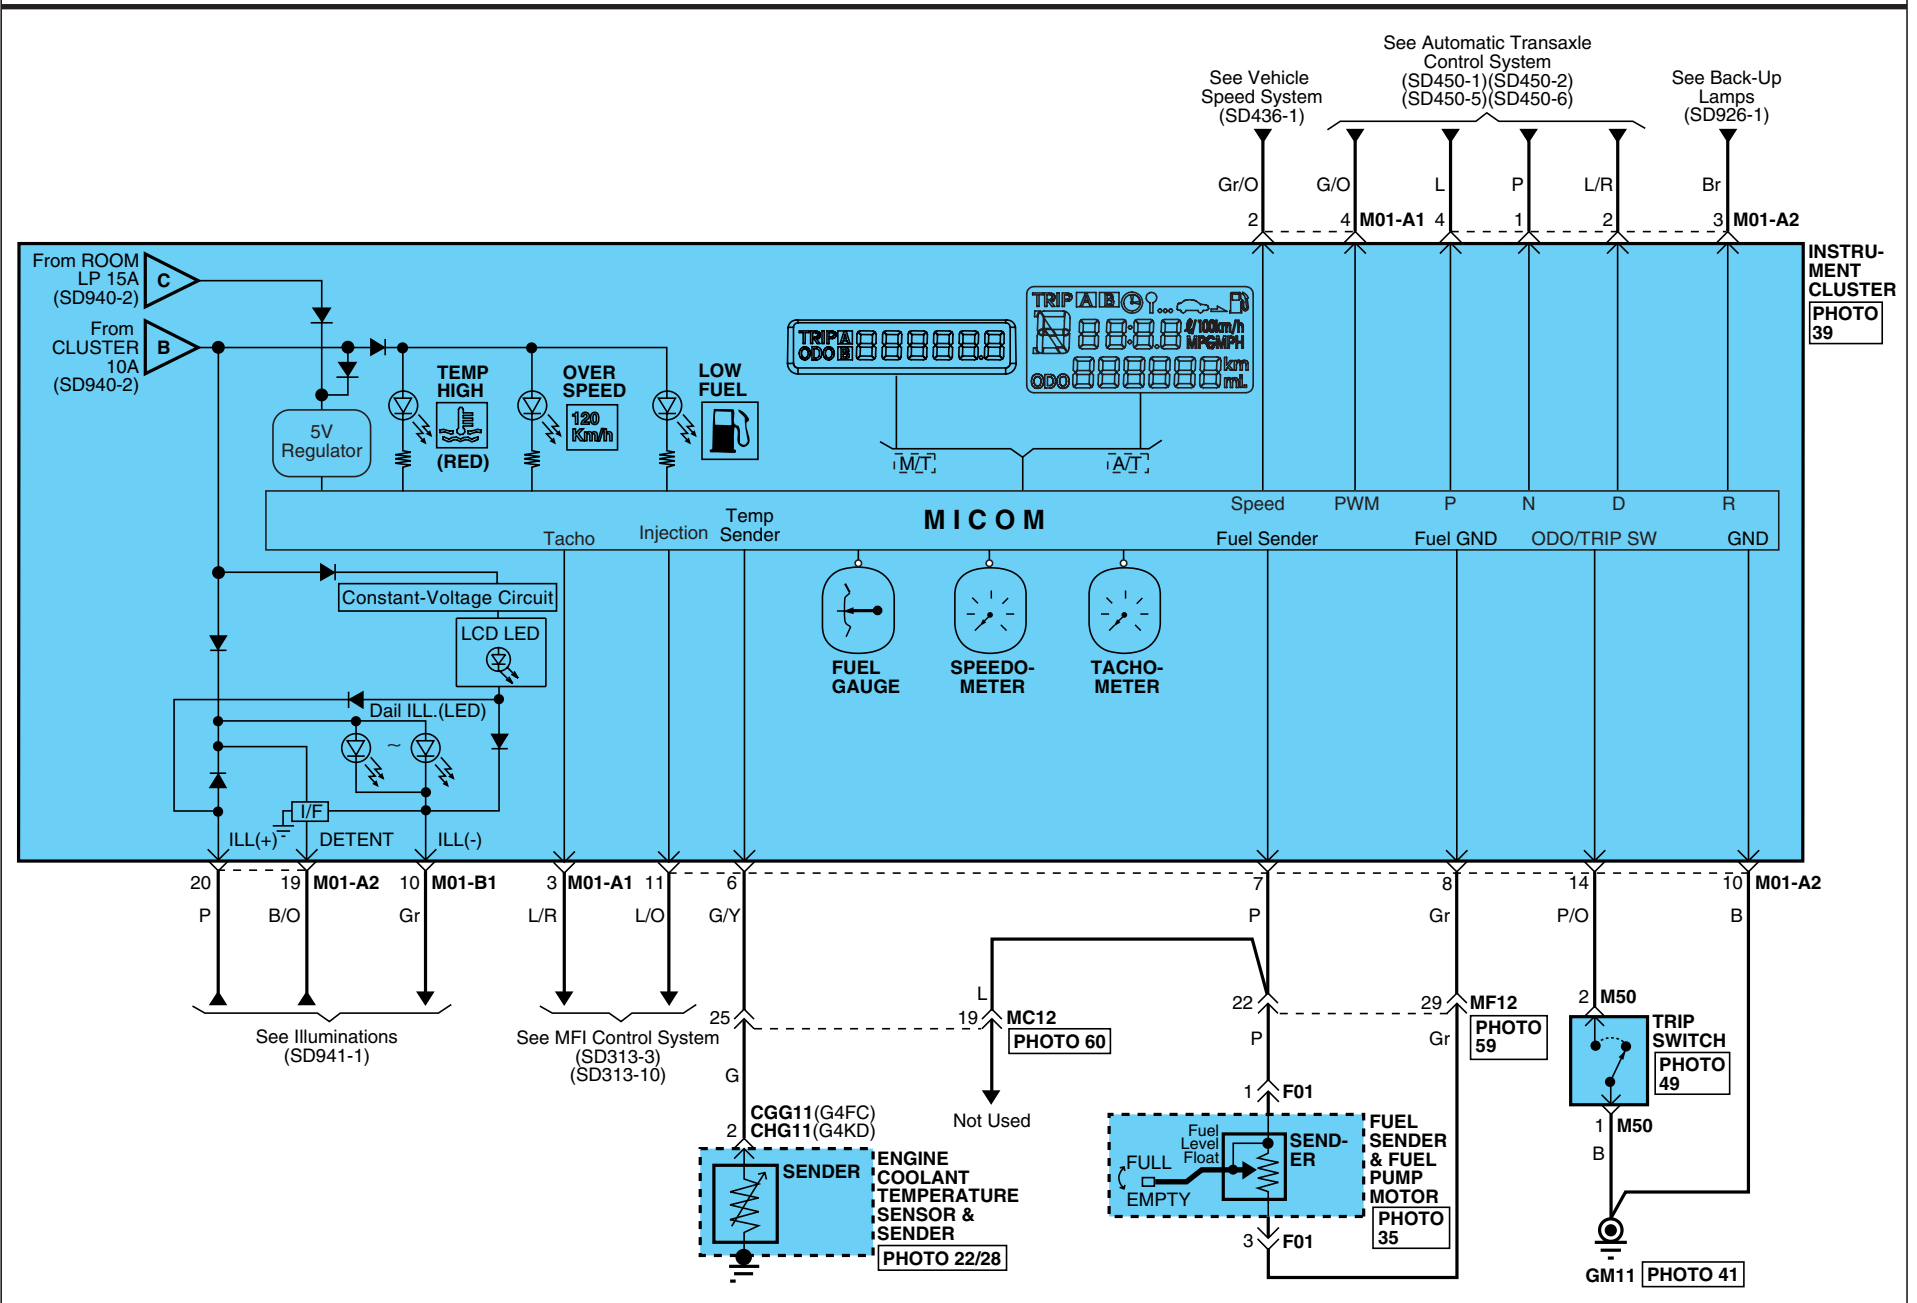 See Automatic Transaxle
Control System
(SD450-1)(SD450-2)
(SD450-5)(SD450-6)
See Vehicle
Speed System
(SD436-1)
See Back-Up
Lamps
(SD926-1)
Gr/O
G/O
L
P
L/R
Br
2
4
M01-A1
4
1
2
3
M01-A2
INSTRU-
MENT
CLUSTER
PHOTO
39
From ROOM
LP 15A
(SD940-2)
C
From
CLUSTER
10A
(SD940-2)
B
TEMP
HIGH
(RED)
OVER
SPEED
120
Km/h
LOW
FUEL
5V
Regulator
TRIP A
ODO B
TRIP A B
ℓ/100km/h
MPGMPH
km
ODO
mi.
M/T
A/T
MICOM
Speed
PWM
P
N
D
R
Tacho
Injection
Temp
Sender
Fuel Sender
Fuel GND
ODO/TRIP SW
GND
Constant-Voltage Circuit
LCD LED
FUEL
GAUGE
SPEEDO-
METER
TACHO-
METER
Dail ILL.(LED)
~
I/F
ILL(+)
DETENT
ILL(-)
20
19
M01-A2
10
M01-B1
3
M01-A1
11
6
7
8
14
10
M01-A2
P
B/O
Gr
L/R
L/O
G/Y
P
Gr
P/O
B
See Illuminations
(SD941-1)
See MFI Control System
(SD313-3)
(SD313-10)
25
L
19
MC12
PHOTO 60
Not Used
22
29
MF12
PHOTO
59
P
Gr
2
M50
TRIP
SWITCH
PHOTO
49
1
M50
B
G
CGG11(G4FC)
CHG11(G4KD)
2
SENDER
ENGINE
COOLANT
TEMPERATURE
SENSOR &
SENDER
PHOTO 22/28
1
F01
Fuel
Level
Float
FULL
EMPTY
SEND-
ER
FUEL
SENDER
& FUEL
PUMP
MOTOR
PHOTO
35
3
F01
GM11
PHOTO 41